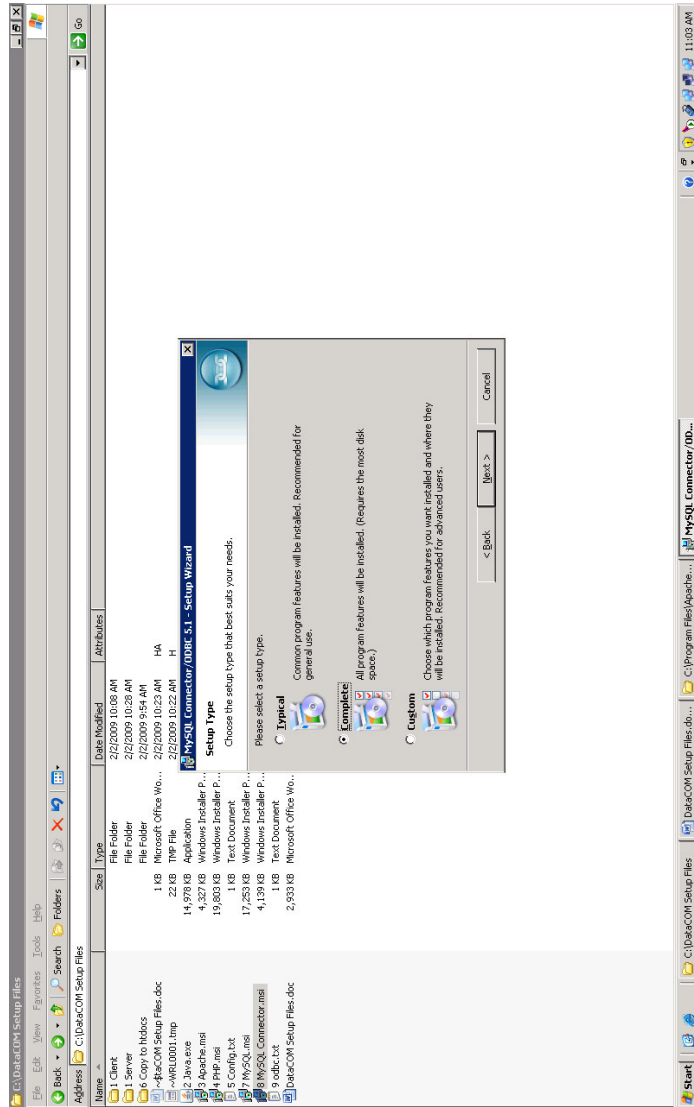 C:\DataCOM Setup Files
File Edit View Favorites Tools Help
Back Search Folders
Address C:\DataCOM Setup Files Go
Name Size Type Date Modified Attributes
1 Client File Folder 2/2/2009 10:08 AM
1 Server File Folder 2/2/2009 10:28 AM
6 Copy to htdocs File Folder 2/2/2009 9:54 AM
~$taCOM Setup Files.doc 1 KB Microsoft Office Wo... 2/2/2009 10:23 AM HA
~WRL0001.tmp 22 KB TMP File 2/2/2009 10:22 AM H
2 Java.exe 14,978 KB Application
3 Apache.msi 4,327 KB Windows Installer P...
4 PHP.msi 19,803 KB Windows Installer P...
5 Config.txt 1 KB Text Document
7 MySQL.msi 17,253 KB Windows Installer P...
8 MySQL Connector.msi 4,139 KB Windows Installer P...
9 odbc.txt 1 KB Text Document
DataCOM Setup Files.doc 2,933 KB Microsoft Office Wo...
MySQL Connector/ODBC 5.1 - Setup Wizard
Setup Type
Choose the setup type that best suits your needs.
Please select a setup type.
Typical
Common program features will be installed. Recommended for
general use.
Complete
All program features will be installed. (Requires the most disk
space.)
Custom
Choose which program features you want installed and where they
will be installed. Recommended for advanced users.
< Back Next > Cancel
Start C:\DataCOM Setup Files DataCOM Setup Files.do... C:\Program Files\Apache... MySQL Connector/OD... 11:03 AM